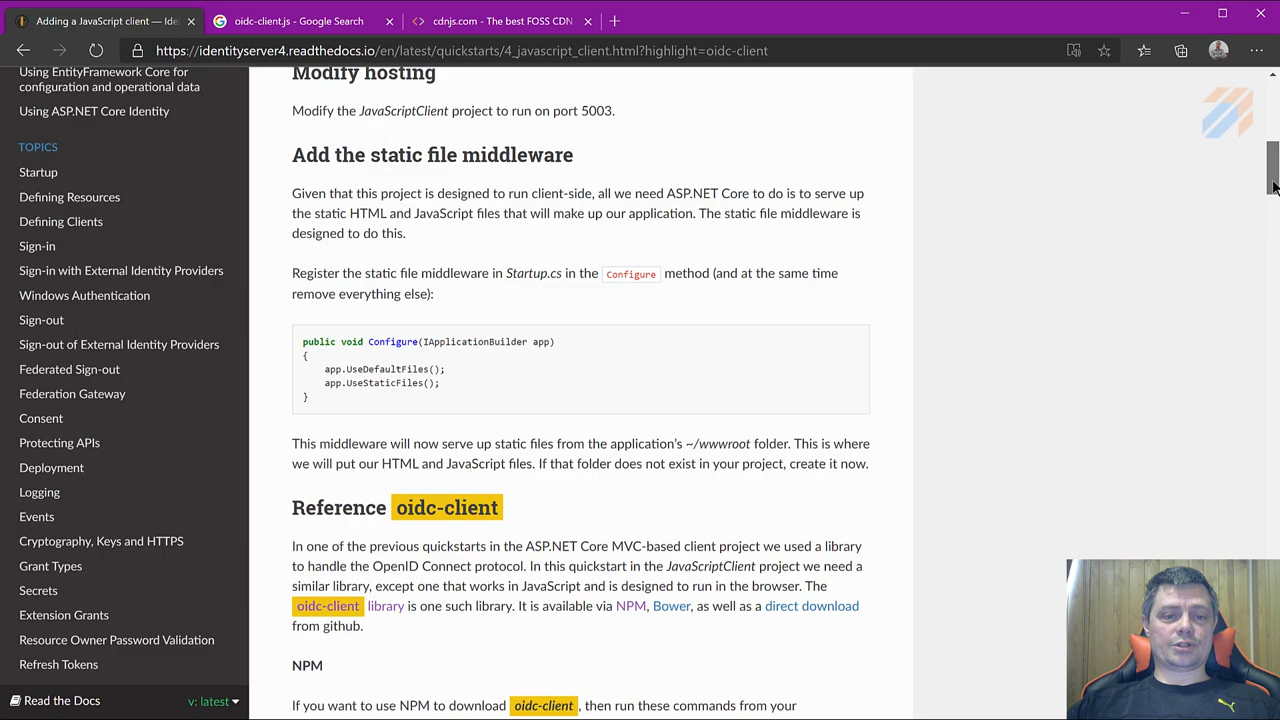 Adding a JavaScript client — Ide
oidc-client.js - Google Search
cdnjs.com - The best FOSS CDN
https://identityserver4.readthedocs.io/en/latest/quickstarts/4_javascript_client.html?highlight=oidc-client
Using EntityFramework Core for
configuration and operational data
Using ASP.NET Core Identity
TOPICS
Startup
Defining Resources
Defining Clients
Sign-in
Sign-in with External Identity Providers
Windows Authentication
Sign-out
Sign-out of External Identity Providers
Federated Sign-out
Federation Gateway
Consent
Protecting APIs
Deployment
Logging
Events
Cryptography, Keys and HTTPS
Grant Types
Secrets
Extension Grants
Resource Owner Password Validation
Refresh Tokens
Read the Docs
v: latest
Modify hosting
Modify the JavaScriptClient project to run on port 5003.
Add the static file middleware
Given that this project is designed to run client-side, all we need ASP.NET Core to do is to serve up
the static HTML and JavaScript files that will make up our application. The static file middleware is
designed to do this.
Register the static file middleware in Startup.cs in the Configure method (and at the same time
remove everything else):
public void Configure(IApplicationBuilder app)
{
app.UseDefaultFiles();
app.UseStaticFiles();
}
This middleware will now serve up static files from the application's ~/wwwroot folder. This is where
we will put our HTML and JavaScript files. If that folder does not exist in your project, create it now.
Reference oidc-client
In one of the previous quickstarts in the ASP.NET Core MVC-based client project we used a library
to handle the OpenID Connect protocol. In this quickstart in the JavaScriptClient project we need a
similar library, except one that works in JavaScript and is designed to run in the browser. The
oidc-client library is one such library. It is available via NPM, Bower, as well as a direct download
from github.
NPM
If you want to use NPM to download oidc-client, then run these commands from your